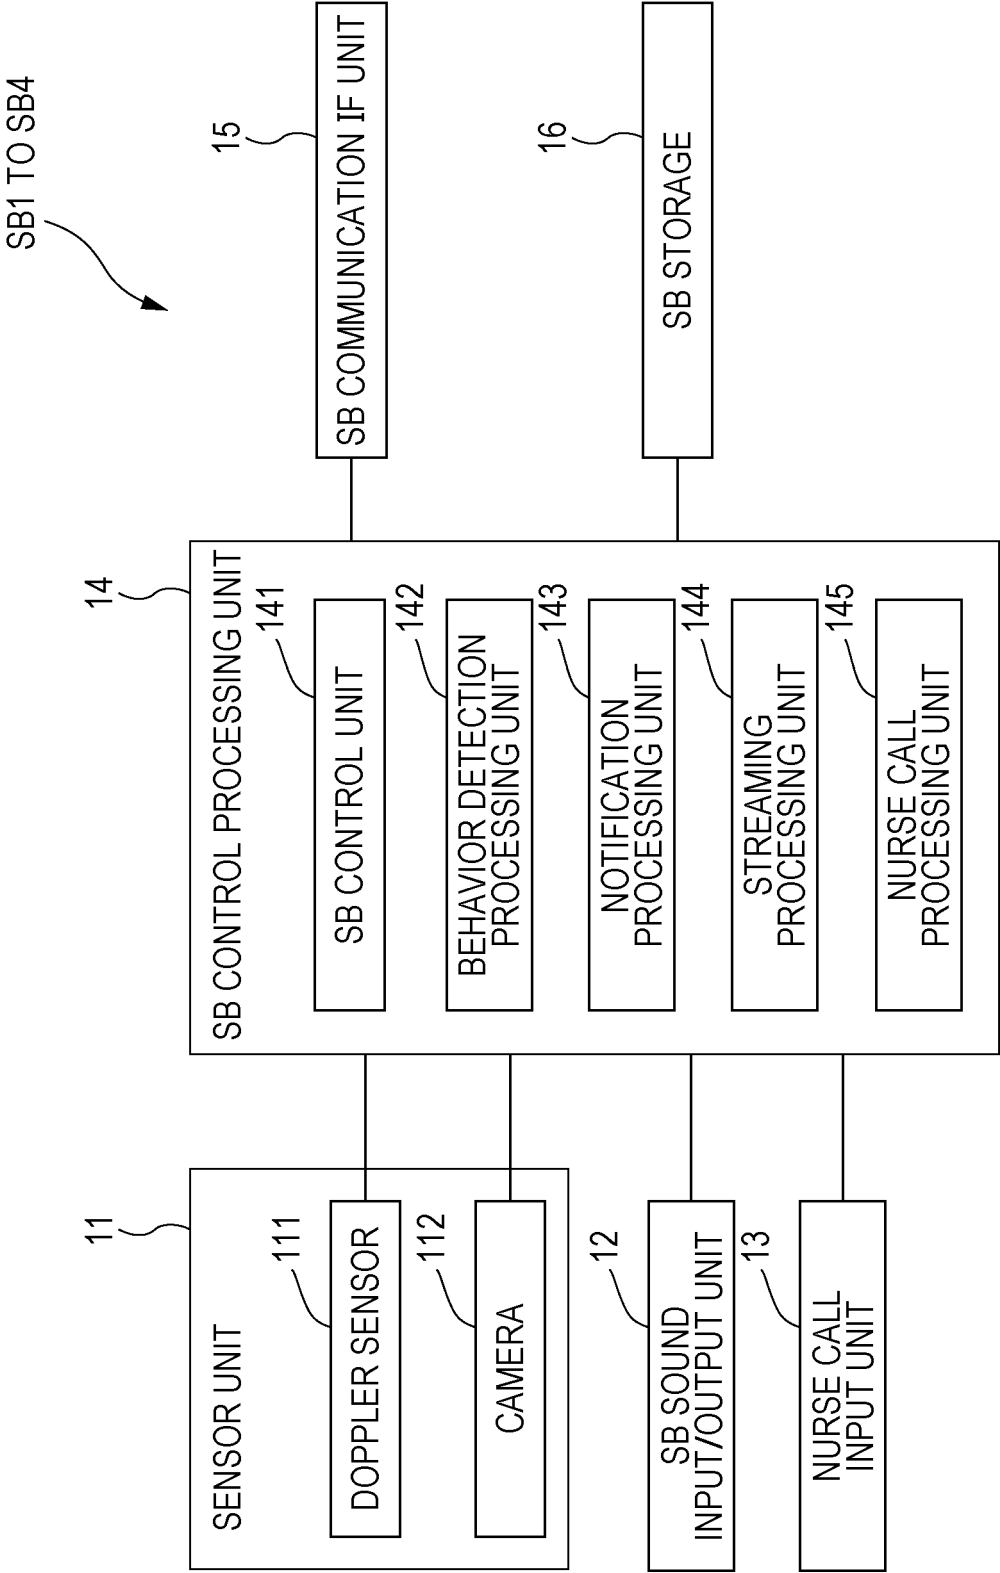 SB1 TO SB4
11
SENSOR UNIT
111
DOPPLER SENSOR
112
CAMERA
12
SB SOUND
INPUT/OUTPUT UNIT
13
NURSE CALL
INPUT UNIT
14
SB CONTROL PROCESSING UNIT
141
SB CONTROL UNIT
142
BEHAVIOR DETECTION
PROCESSING UNIT
143
NOTIFICATION
PROCESSING UNIT
144
STREAMING
PROCESSING UNIT
145
NURSE CALL
PROCESSING UNIT
15
SB COMMUNICATION IF UNIT
16
SB STORAGE